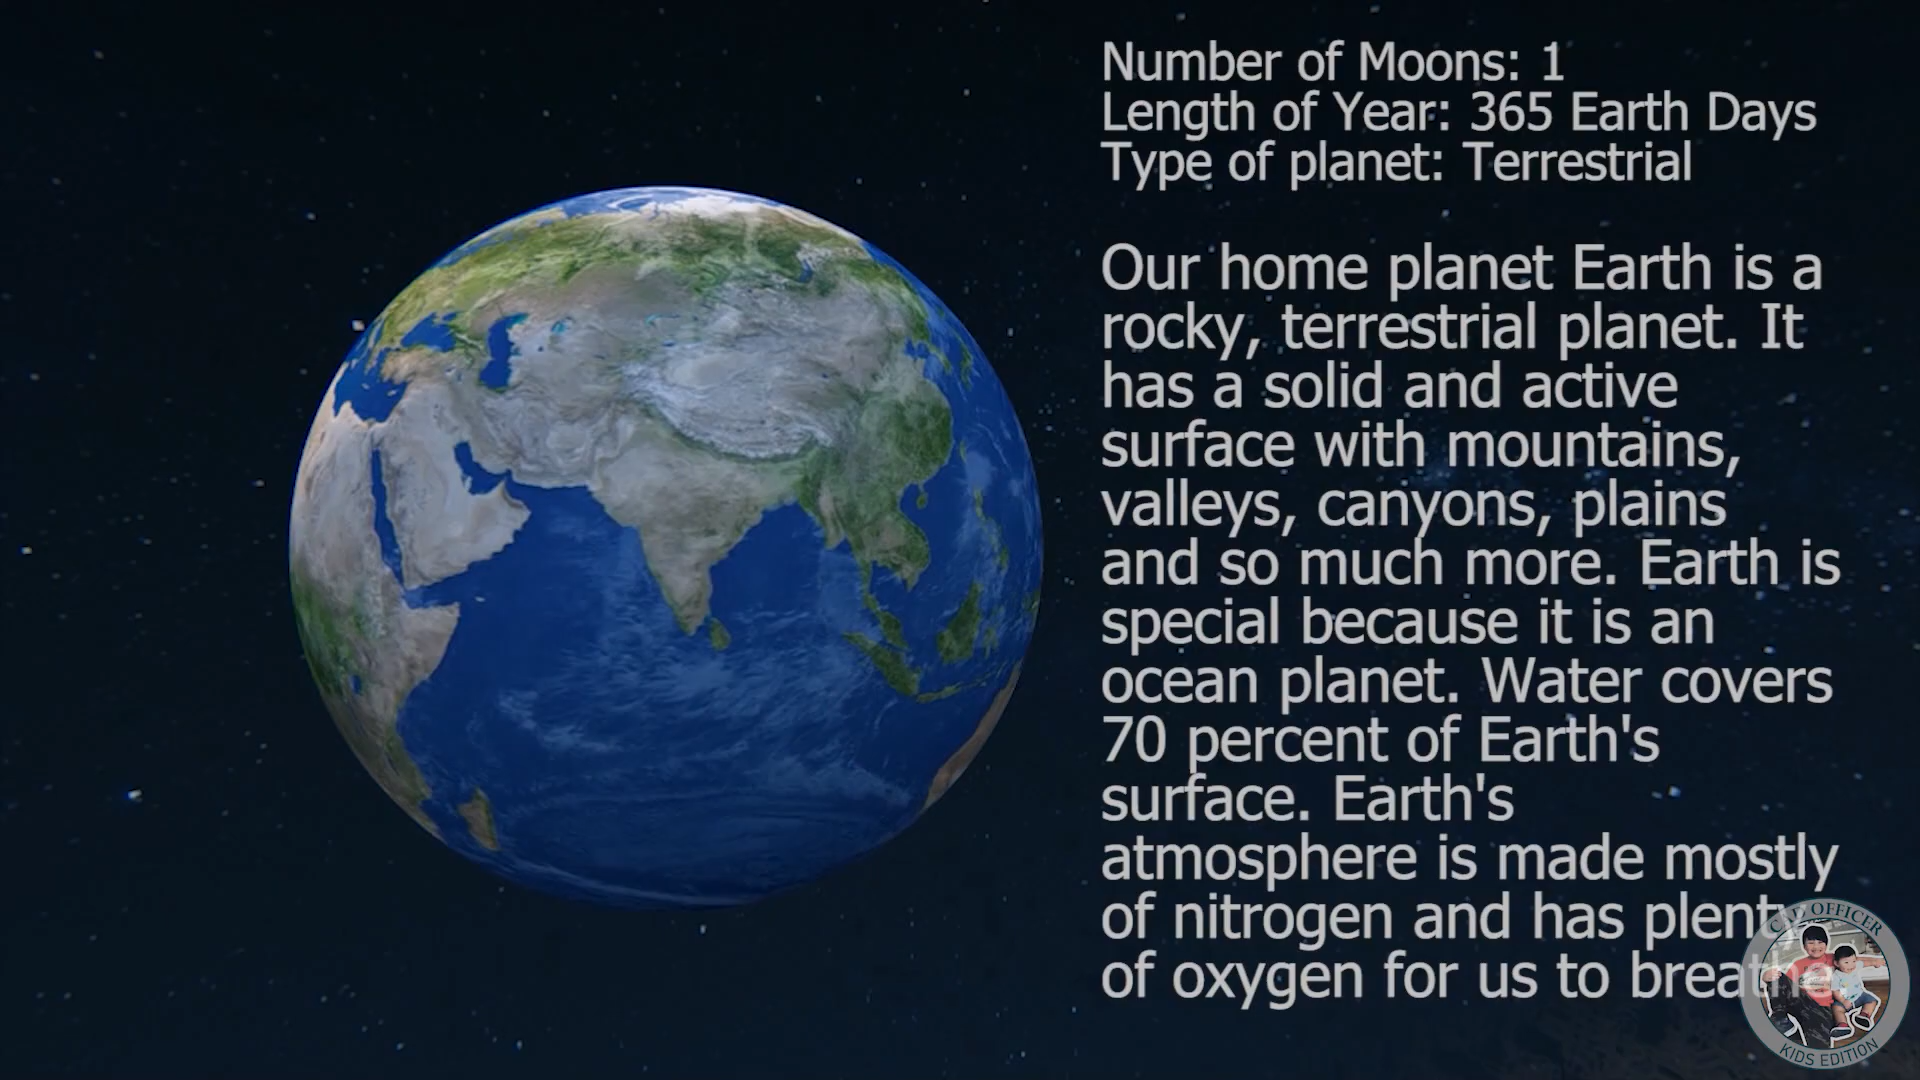 Number of Moons: 1
Length of Year: 365 Earth Days
Type of planet: Terrestrial
Our home planet Earth is a
rocky, terrestrial planet. It
has a solid and active
surface with mountains,
valleys, canyons, plains
and so much more. Earth is
special because it is an
ocean planet. Water covers
70 percent of Earth's
surface. Earth's
atmosphere is made mostly
of nitrogen and has plenty
of oxygen for us to breathe.
OFFICER
KIDS EDITION